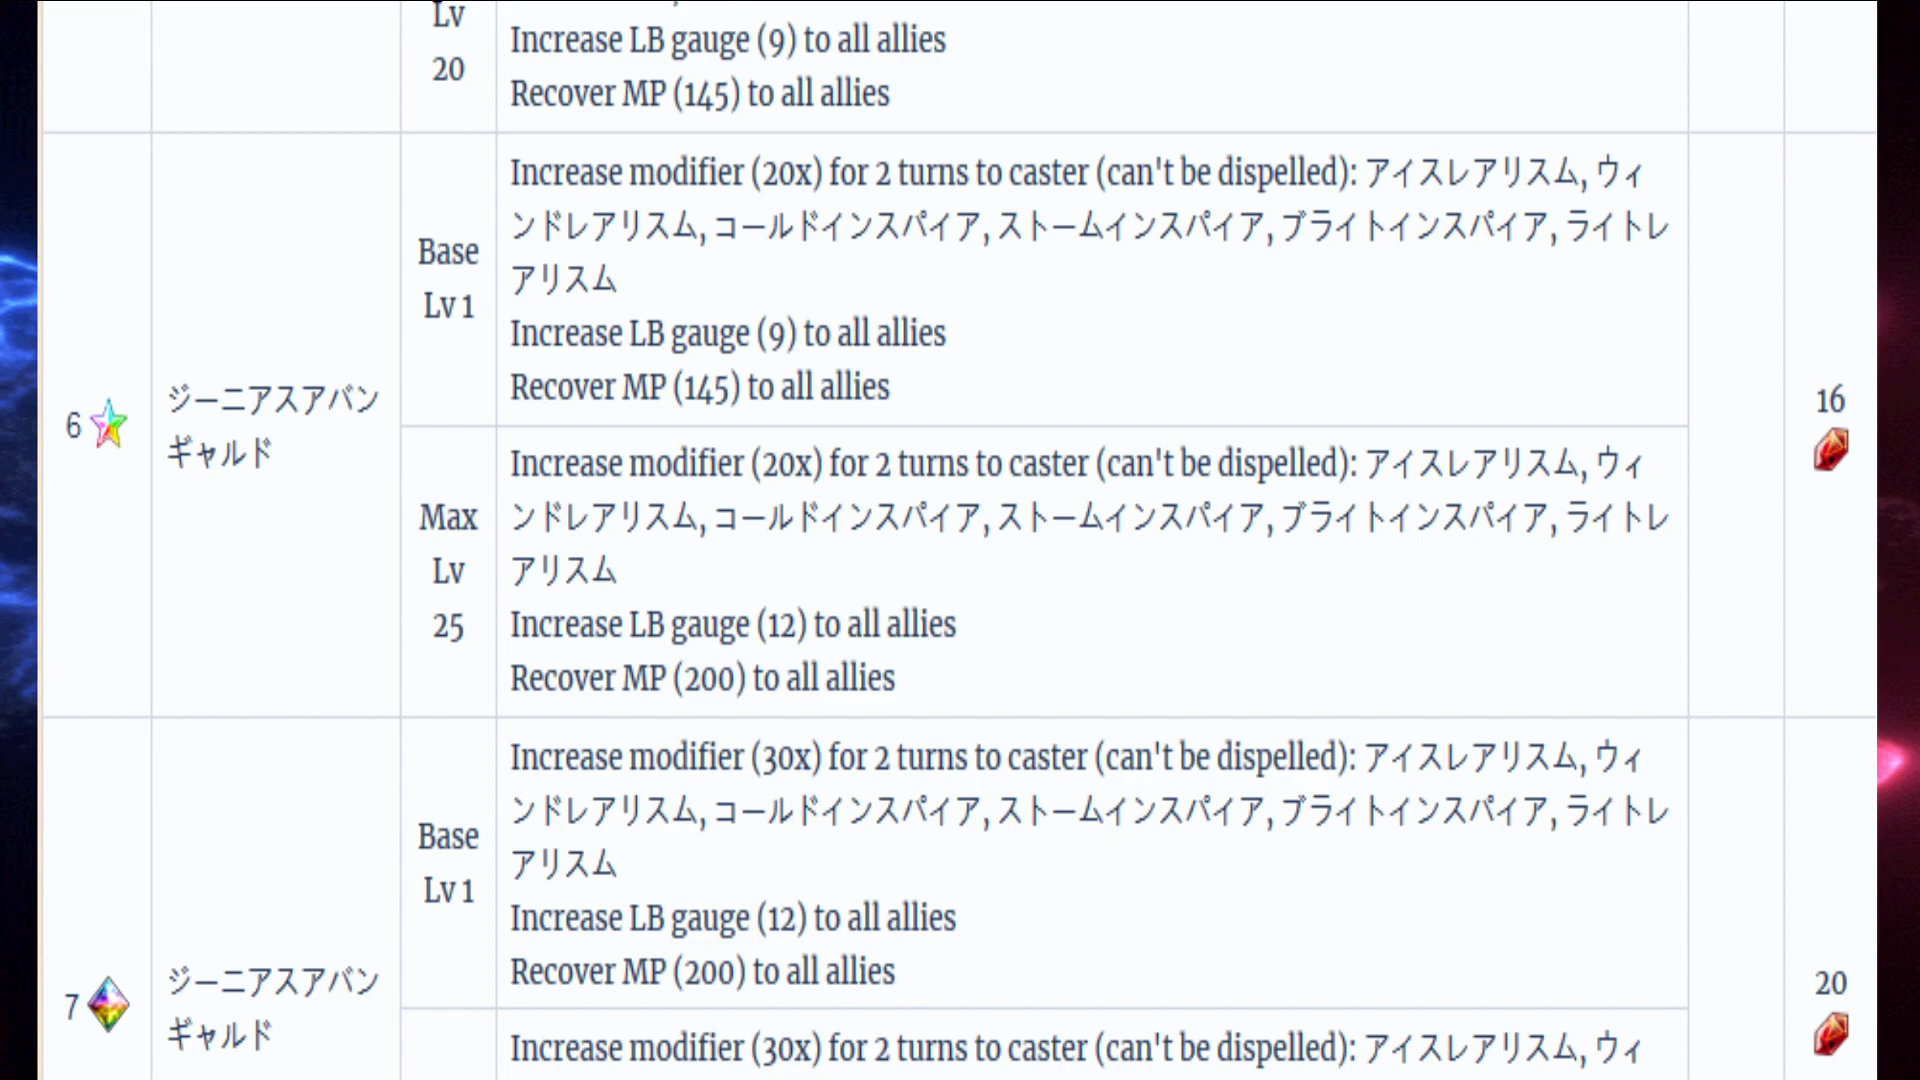 Lv
20
Increase LB gauge (9) to all allies
Recover MP (145) to all allies
6
ジーニアスアバン
ギャルド
Base
Lv 1
Increase modifier (20x) for 2 turns to caster (can't be dispelled): アイスレアリスム, ウィ
ンドレアリスム, コールドインスパイア, ストームインスパイア, ブライトインスパイア, ライトレ
アリスム
Increase LB gauge (9) to all allies
Recover MP (145) to all allies
Max
Lv
25
Increase modifier (20x) for 2 turns to caster (can't be dispelled): アイスレアリスム, ウィ
ンドレアリスム, コールドインスパイア, ストームインスパイア, ブライトインスパイア, ライトレ
アリスム
Increase LB gauge (12) to all allies
Recover MP (200) to all allies
16
7
ジーニアスアバン
ギャルド
Base
Lv 1
Increase modifier (30x) for 2 turns to caster (can't be dispelled): アイスレアリスム, ウィ
ンドレアリスム, コールドインスパイア, ストームインスパイア, ブライトインスパイア, ライトレ
アリスム
Increase LB gauge (12) to all allies
Recover MP (200) to all allies
Increase modifier (30x) for 2 turns to caster (can't be dispelled): アイスレアリスム, ウィ
20